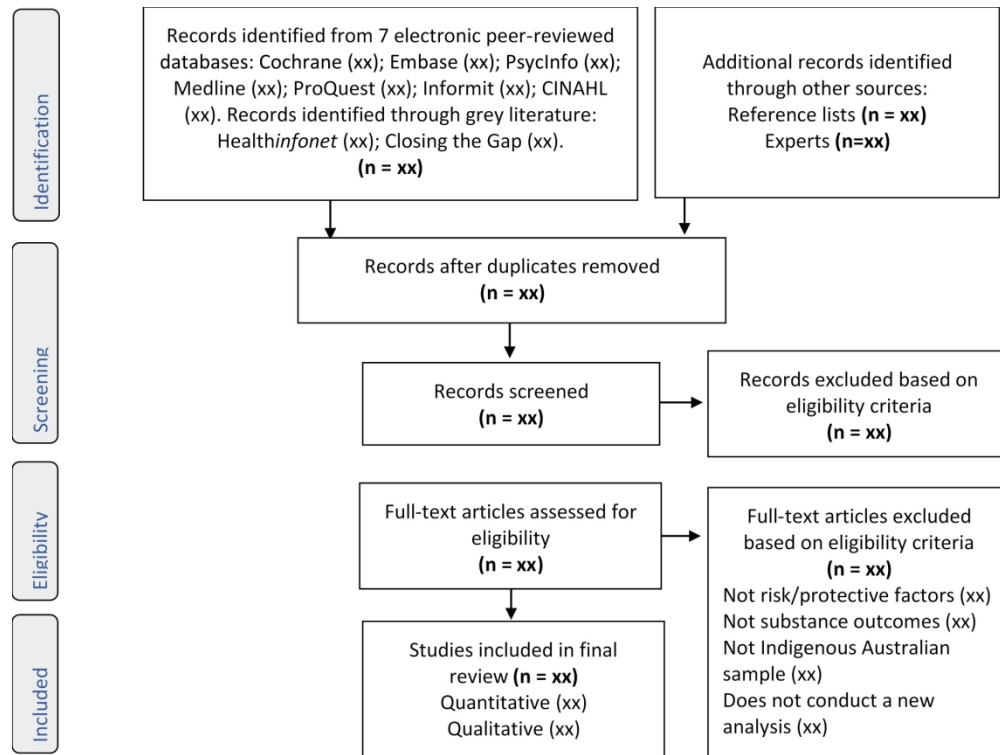 Identification
Records identified from 7 electronic peer-reviewed
databases: Cochrane (xx); Embase (xx); PsycInfo (xx);
Medline (xx); ProQuest (xx); Informit (xx); CINAHL
(xx). Records identified through grey literature:
Healthinfonet (xx); Closing the Gap (xx).
(n = xx)
Additional records identified
through other sources:
Reference lists (n = xx)
Experts (n=xx)
Screening
Records after duplicates removed
(n = xx)
Records screened
(n = xx)
Records excluded based on
eligibility criteria
(n = xx)
Eligibility
Full-text articles assessed for
eligibility
(n = xx)
Full-text articles excluded
based on eligibility criteria
(n = xx)
Not risk/protective factors (xx)
Not substance outcomes (xx)
Not Indigenous Australian
sample (xx)
Does not conduct a new
analysis (xx)
Included
Studies included in final
review (n = xx)
Quantitative (xx)
Qualitative (xx)